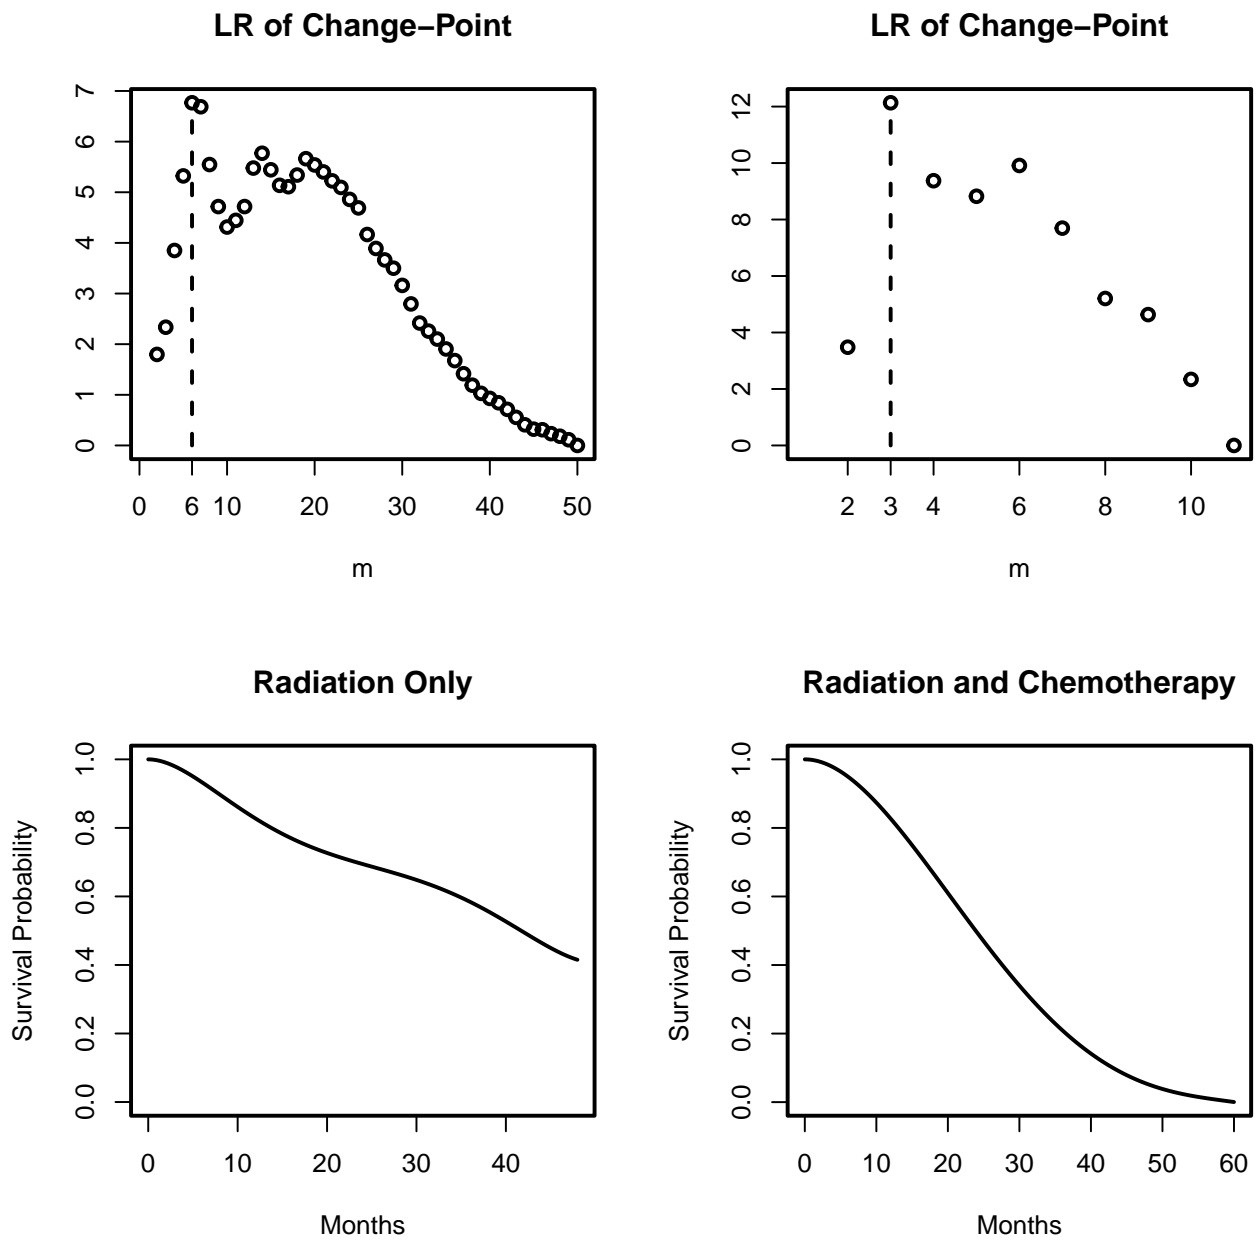 LR of Change–Point
7
6
5
4
3
2
1
0
0 6 10 20 30 40 50
m
LR of Change–Point
12
10
8
6
4
2
0
2 3 4 6 8 10
m
Radiation Only
Survival Probability
1.0
0.8
0.6
0.4
0.2
0.0
0 10 20 30 40
Months
Radiation and Chemotherapy
Survival Probability
1.0
0.8
0.6
0.4
0.2
0.0
0 10 20 30 40 50 60
Months